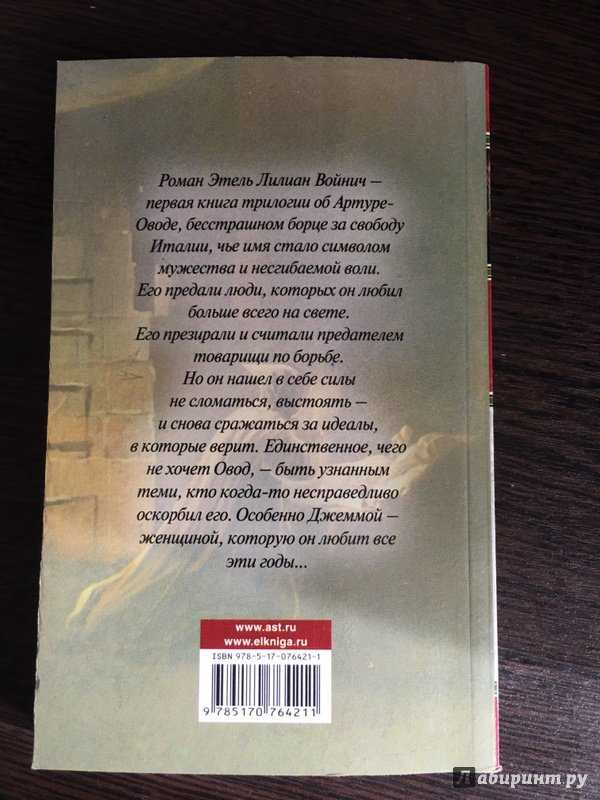 Роман Этель Лилиан Войнич –
первая книга трилогии об Артуре-
Оводе, бесстрашном борце за свободу
Италии, чье имя стало символом
мужества и несгибаемой воли.
Его предали люди, которых он любил
больше всего на свете.
Его презирали и считали предателем
товарищи по борьбе.
Но он нашел в себе силы
не сломаться, выстоять –
и снова сражаться за идеалы,
в которые верит. Единственное, чего
не хочет Овод, – быть узнанным
теми, кто когда-то несправедливо
оскорбил его. Особенно Джеммой –
женщиной, которую он любит все
эти годы...
www.ast.ru
www.elkniga.ru
ISBN 978-5-17-076421-1
9 785170 764211
Лабиринт.ру